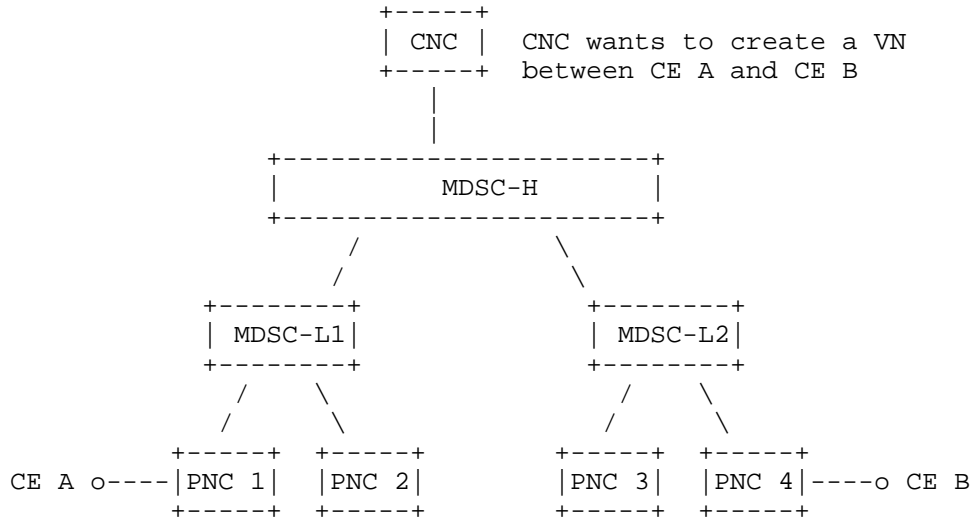 CNC CNC wants to create a VN
between CE A and CE B
MDSC-H
MDSC-L1 MDSC-L2
CE A o----|PNC 1| |PNC 2| |PNC 3| |PNC 4|----o CE B